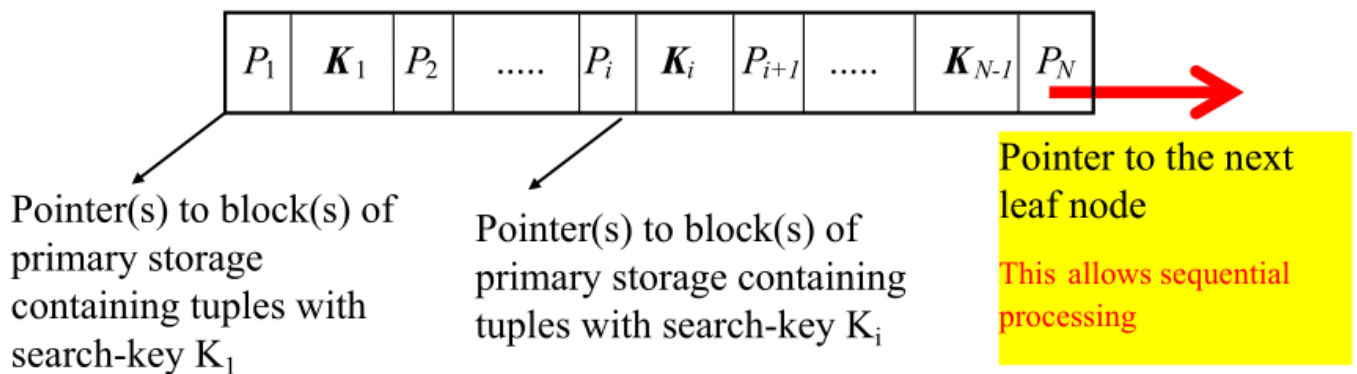 P₁ K₁ P₂ ..... Pᵢ Kᵢ Pᵢ₊₁ ..... K_N-1 P_N
Pointer(s) to block(s) of
primary storage
containing tuples with
search-key K₁
Pointer(s) to block(s) of
primary storage containing
tuples with search-key Kᵢ
Pointer to the next
leaf node
This allows sequential
processing